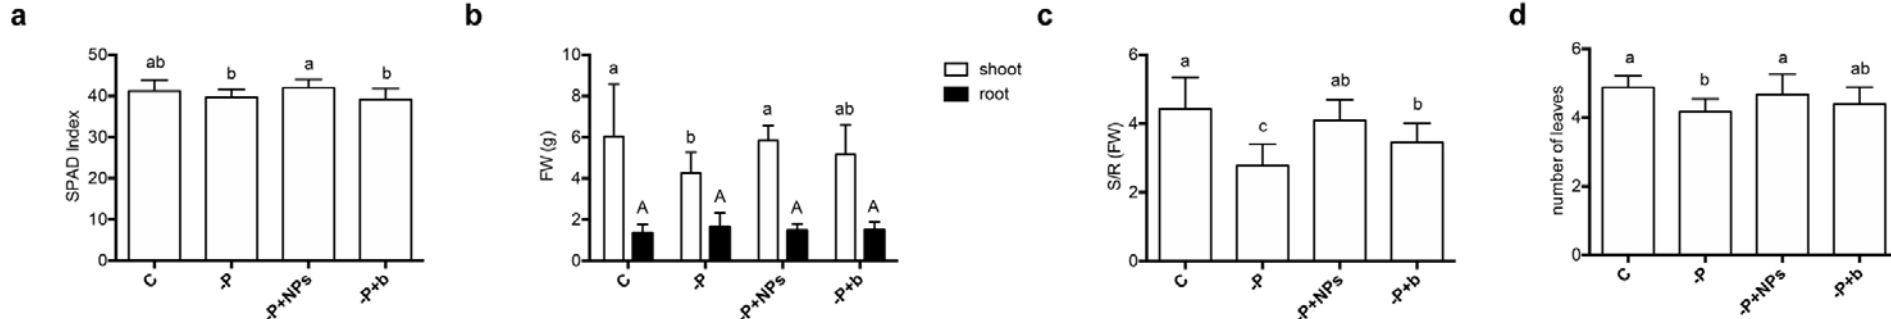 a
SPAD Index
50
40
30
20
10
0
ab
b
a
b
C
-P
-P+NPs
-P+b
b
FW (g)
10
8
6
4
2
0
a
A
b
A
a
A
ab
A
C
-P
-P+NPs
-P+b
shoot
root
c
S/R (FW)
6
4
2
0
a
c
ab
b
C
-P
-P+NPs
-P+b
d
number of leaves
6
4
2
0
a
b
a
ab
C
-P
-P+NPs
-P+b